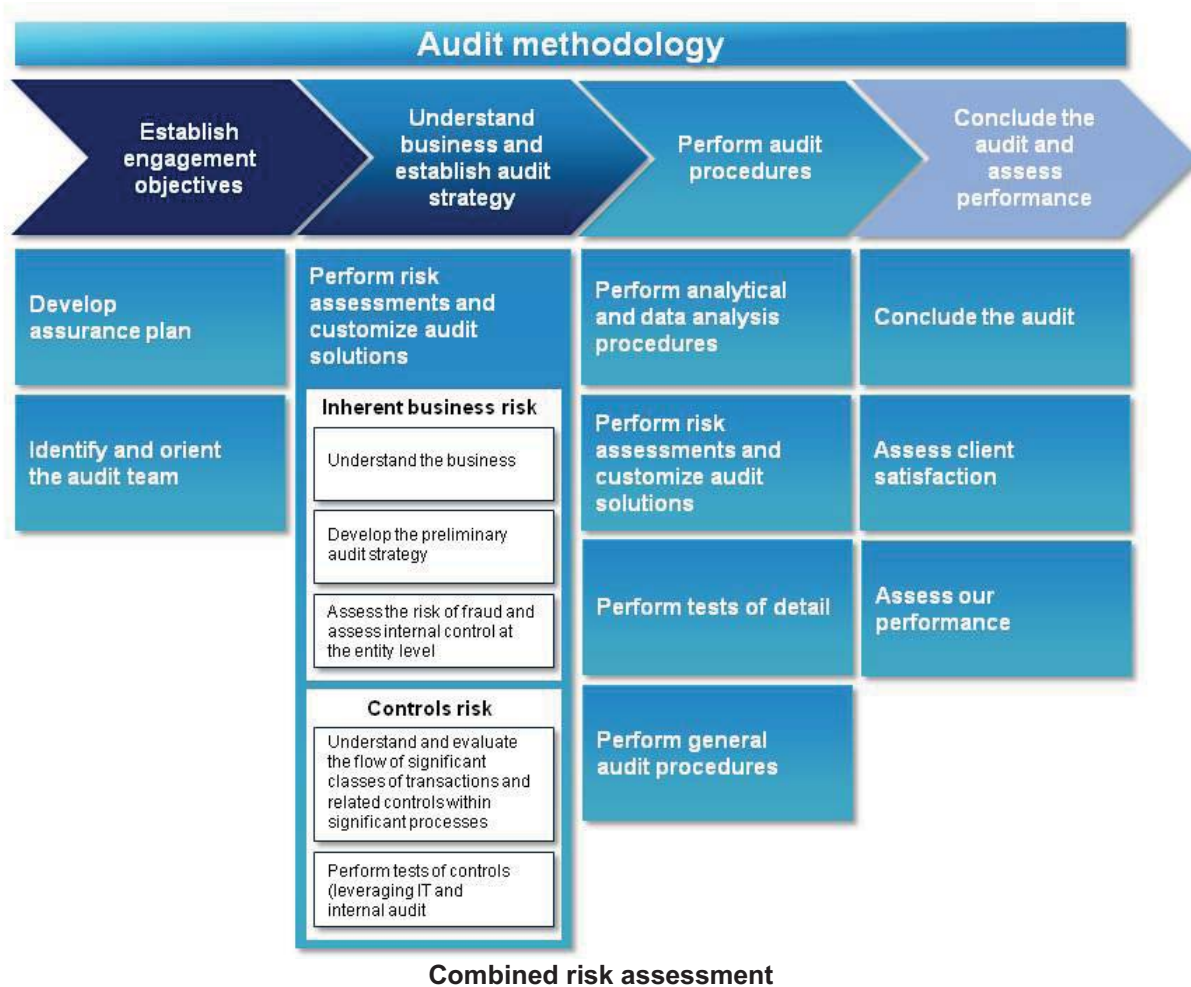 Audit methodology
Establish
engagement
objectives
Understand
business and
establish audit
strategy
Perform audit
procedures
Conclude the
audit and
assess
performance
Develop
assurance plan
Identify and orient
the audit team
Perform risk
assessments and
customize audit
solutions
Inherent business risk
Understand the business
Develop the preliminary
audit strategy
Assess the risk of fraud and
assess internal control at
the entity level
Controls risk
Understand and evaluate
the flow of significant
classes of transactions and
related controls within
significant processes
Perform tests of controls
(leveraging IT and
internal audit
Perform analytical
and data analysis
procedures
Perform risk
assessments and
customize audit
solutions
Perform tests of detail
Perform general
audit procedures
Conclude the audit
Assess client
satisfaction
Assess our
performance
Combined risk assessment